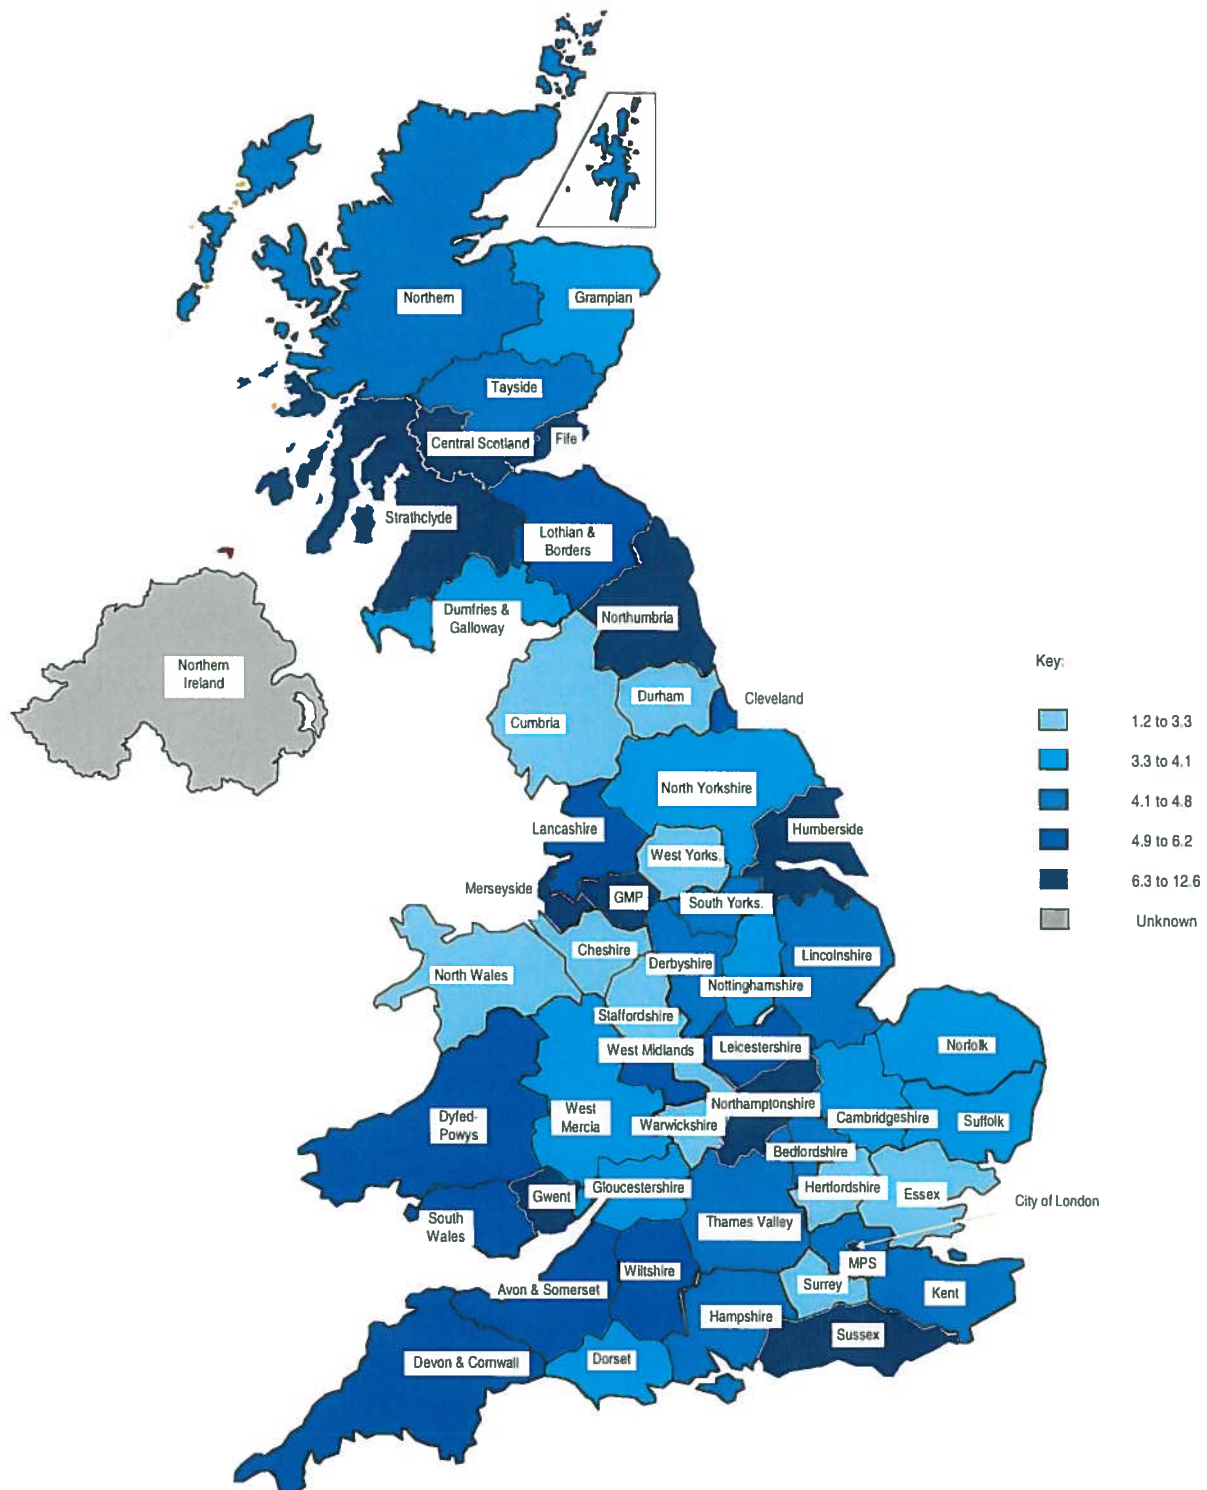 Northern
Grampian
Tayside
Central Scotland
Fife
Strathclyde
Lothian &
Borders
Dumfries &
Galloway
Northumbria
Northern
Ireland
Key:
Durham
Cleveland
Cumbria
1.2 to 3.3
3.3 to 4.1
4.1 to 4.8
4.9 to 6.2
6.3 to 12.6
Unknown
North Yorkshire
Lancashire
Humberside
West Yorks.
Merseyside
GMP
South Yorks.
Cheshire
Derbyshire
Lincolnshire
North Wales
Nottinghamshire
Staffordshire
West Midlands
Leicestershire
Norfolk
Northamptonshire
West
Mercia
Warwickshire
Cambridgeshire
Suffolk
Dyfed-
Powys
Bedfordshire
Gwent
Gloucestershire
Hertfordshire
Essex
City of London
South
Wales
Thames Valley
MPS
Wiltshire
Surrey
Avon & Somerset
Kent
Hampshire
Sussex
Devon & Cornwall
Dorset